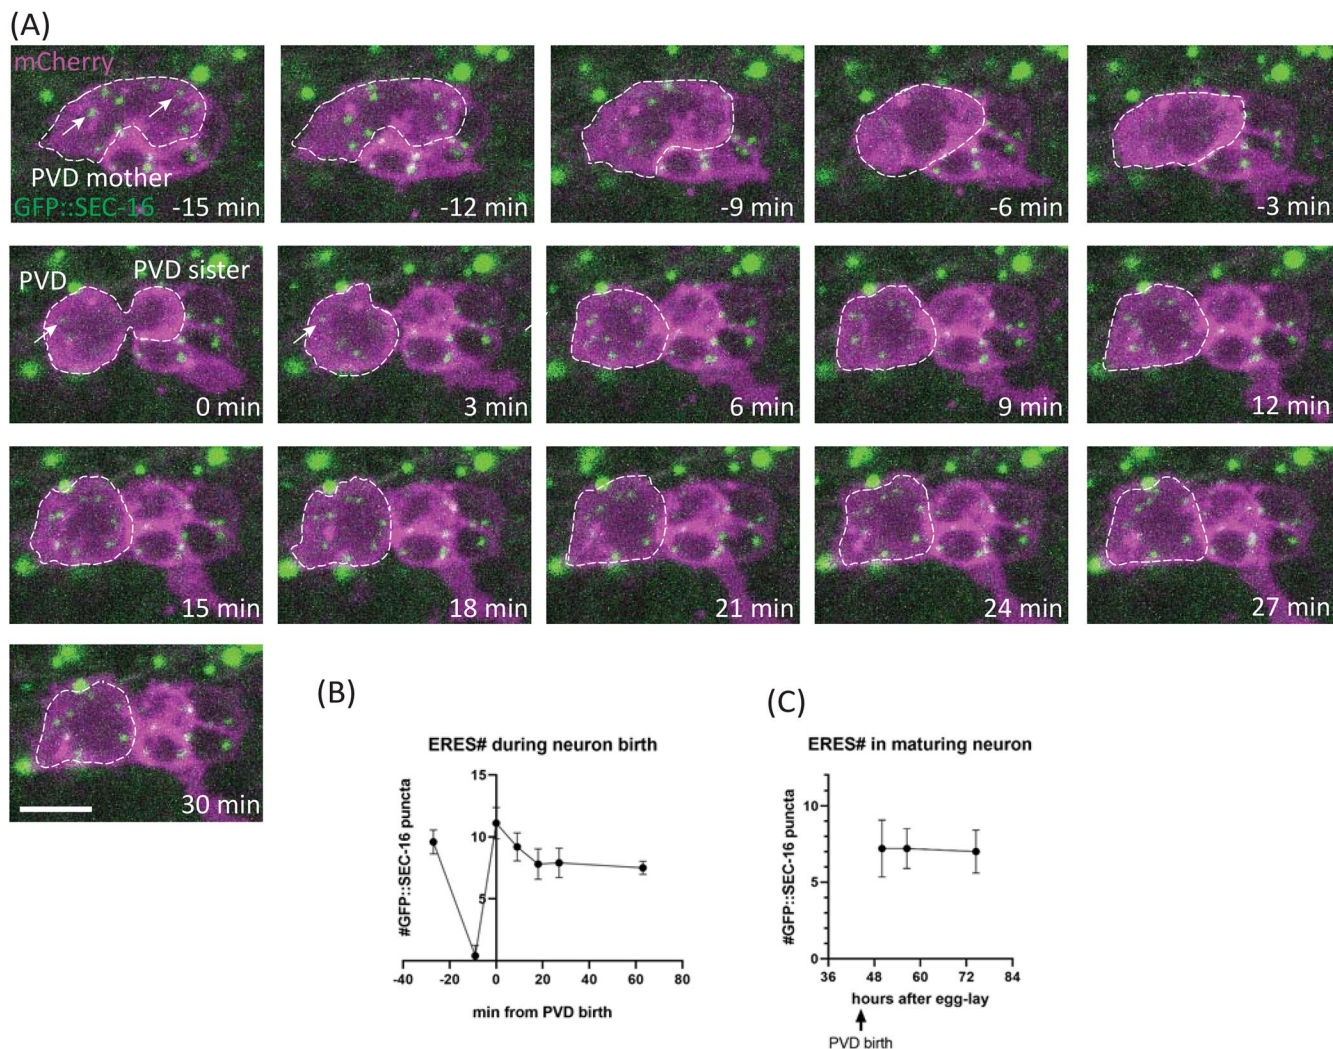 (A)
mCherry
PVD mother
GFP::SEC-16
-15 min
-12 min
-9 min
-6 min
-3 min
PVD
PVD sister
0 min
3 min
6 min
9 min
12 min
15 min
18 min
21 min
24 min
27 min
30 min
(B)
ERES# during neuron birth
#GFP::SEC-16 puncta
15
10
5
-40 -20 0 20 40 60 80
min from PVD birth
(C)
ERES# in maturing neuron
#GFP::SEC-16 puncta
10
5
0
36 48 60 72 84
hours after egg-lay
PVD birth